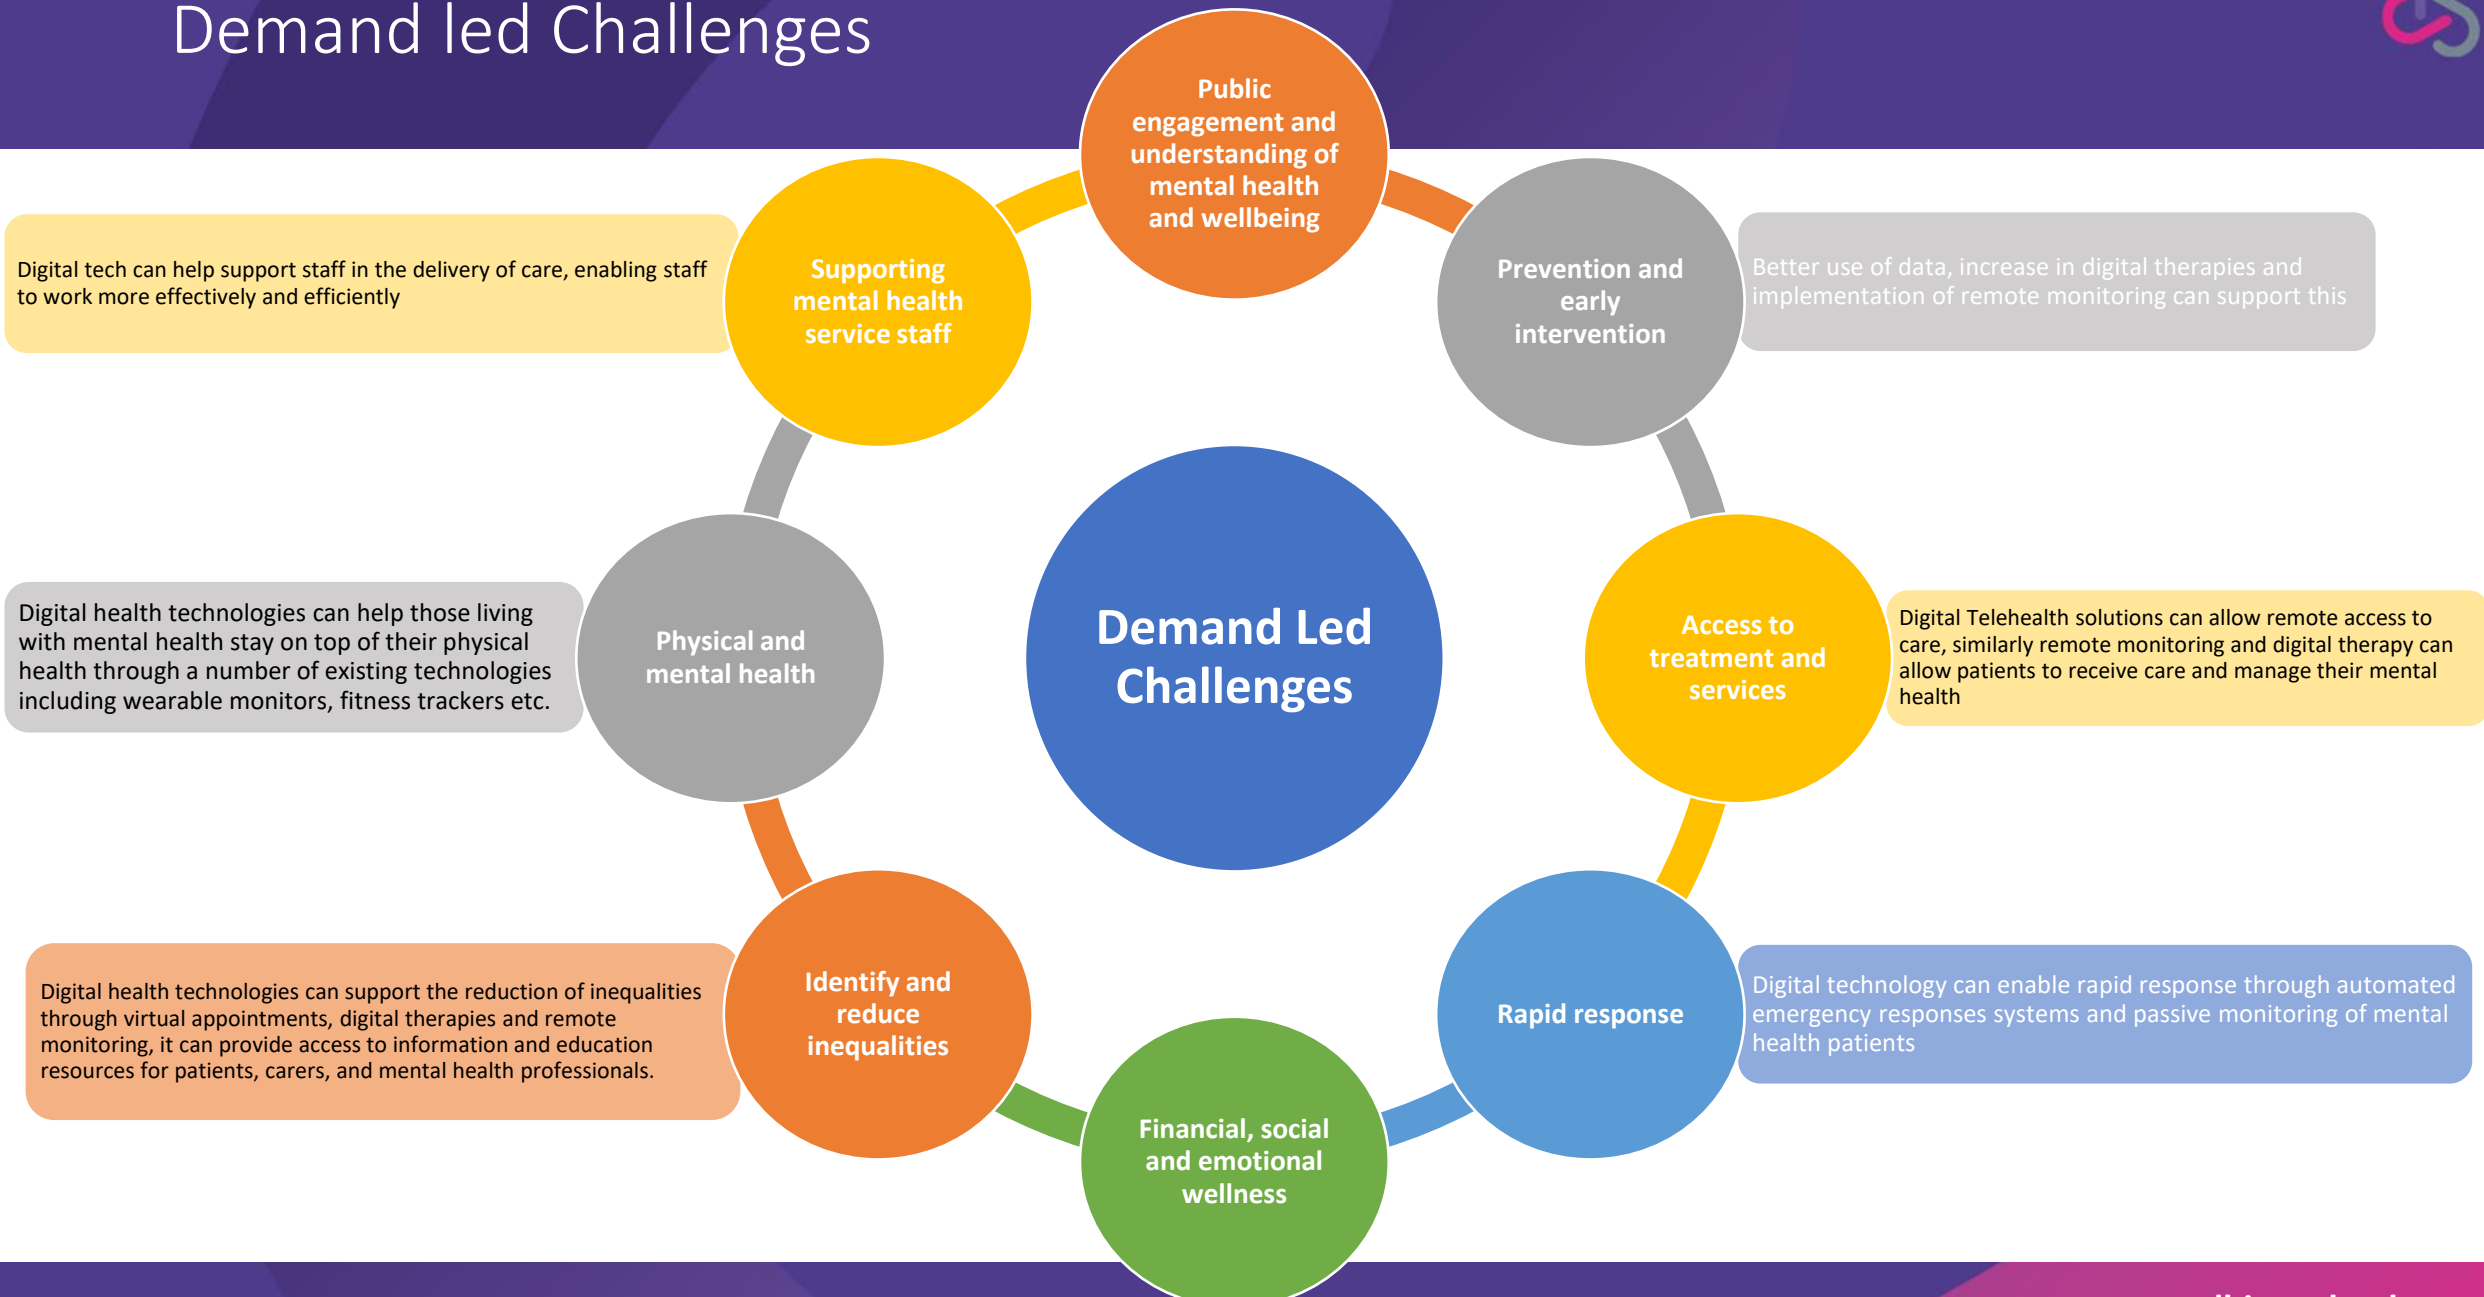 Demand led Challenges
Public
engagement and
understanding of
mental health
and wellbeing
Prevention and
early
intervention
Better use of data, increase in digital therapies and
implementation of remote monitoring can support this
Access to
treatment and
services
Digital Telehealth solutions can allow remote access to
care, similarly remote monitoring and digital therapy can
allow patients to receive care and manage their mental
health
Rapid response
Digital technology can enable rapid response through automated
emergency responses systems and passive monitoring of mental
health patients
Financial, social
and emotional
wellness
Identify and
reduce
inequalities
Digital health technologies can support the reduction of inequalities
through virtual appointments, digital therapies and remote
monitoring, it can provide access to information and education
resources for patients, carers, and mental health professionals.
Physical and
mental health
Digital health technologies can help those living
with mental health stay on top of their physical
health through a number of existing technologies
including wearable monitors, fitness trackers etc.
Supporting
mental health
service staff
Digital tech can help support staff in the delivery of care, enabling staff
to work more effectively and efficiently
Demand Led
Challenges